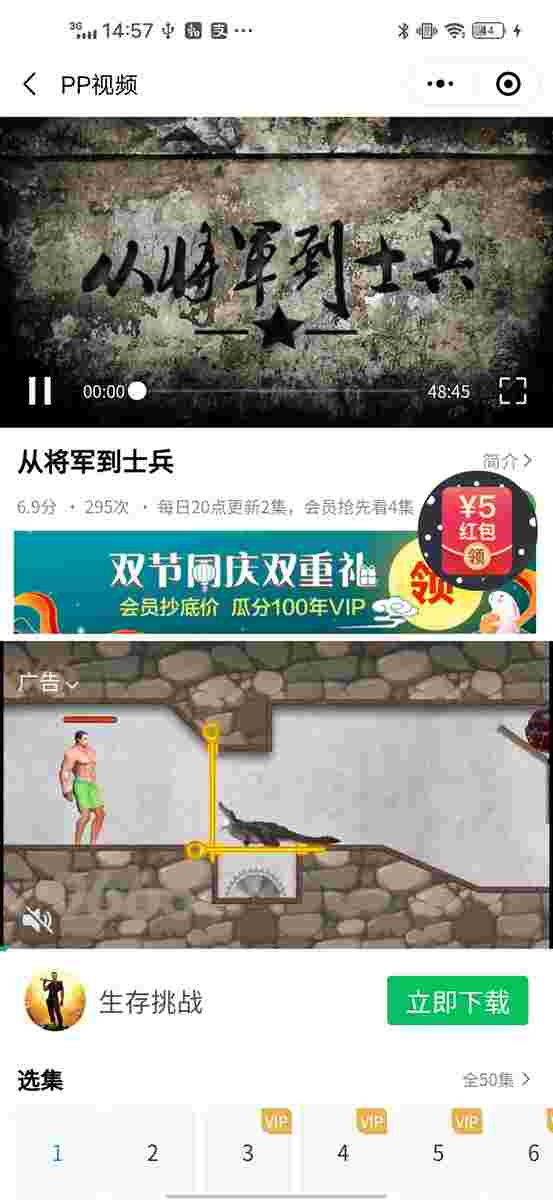 3G 14:57 44
PP视频
从将军到士兵
00:00 48:45
从将军到士兵 简介
6.9分 · 295次 · 每日20点更新2集，会员抢先看4集
¥5
红包
领
双节同庆双重礼
会员抄底价 瓜分100年VIP
领
广告
生存挑战 立即下载
选集 全50集
VIP VIP VIP
1 2 3 4 5 6